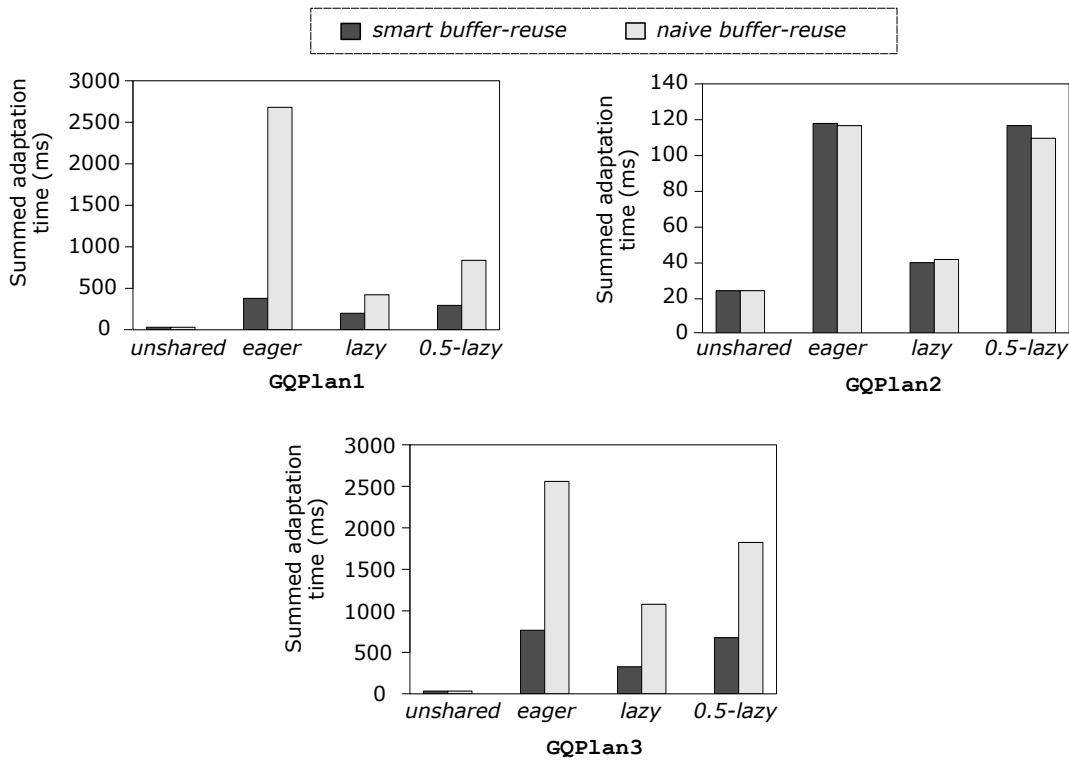 smart buffer-reuse naive buffer-reuse
Summed adaptation
time (ms)
3000
2500
2000
1500
1000
500
0
unshared eager lazy 0.5-lazy
GQPlan1
Summed adaptation
time (ms)
140
120
100
80
60
40
20
0
unshared eager lazy 0.5-lazy
GQPlan2
Summed adaptation
time (ms)
3000
2500
2000
1500
1000
500
0
unshared eager lazy 0.5-lazy
GQPlan3